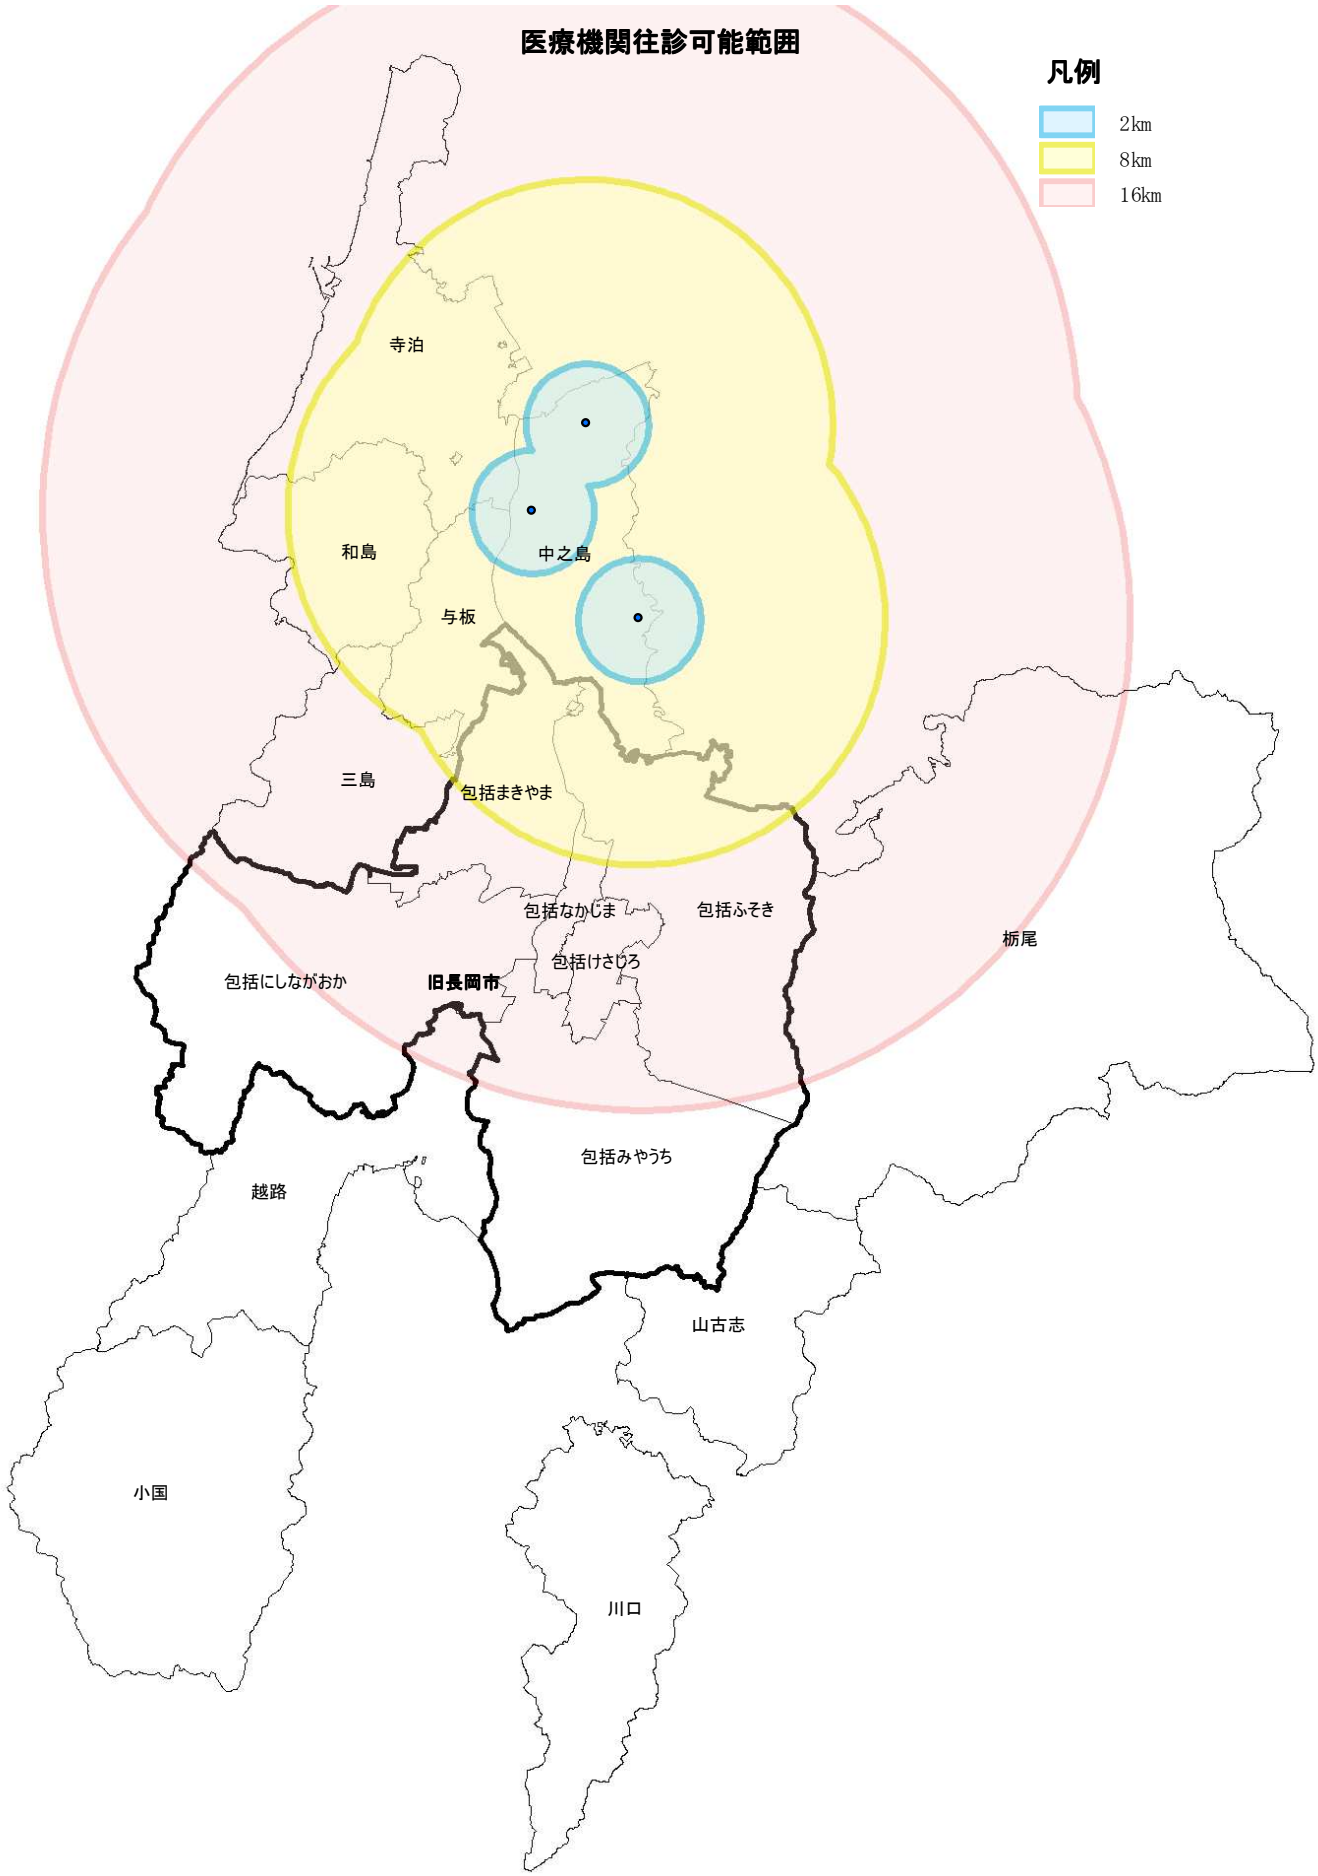 医療機関往診可能範囲
凡例
2km
8km
16km
寺泊
和島
中之島
与板
三島
包括まきやま
包括なかじま
包括ふそき
栃尾
包括けさじろ
包括にしながおか
旧長岡市
包括みやうち
越路
山古志
小国
川口